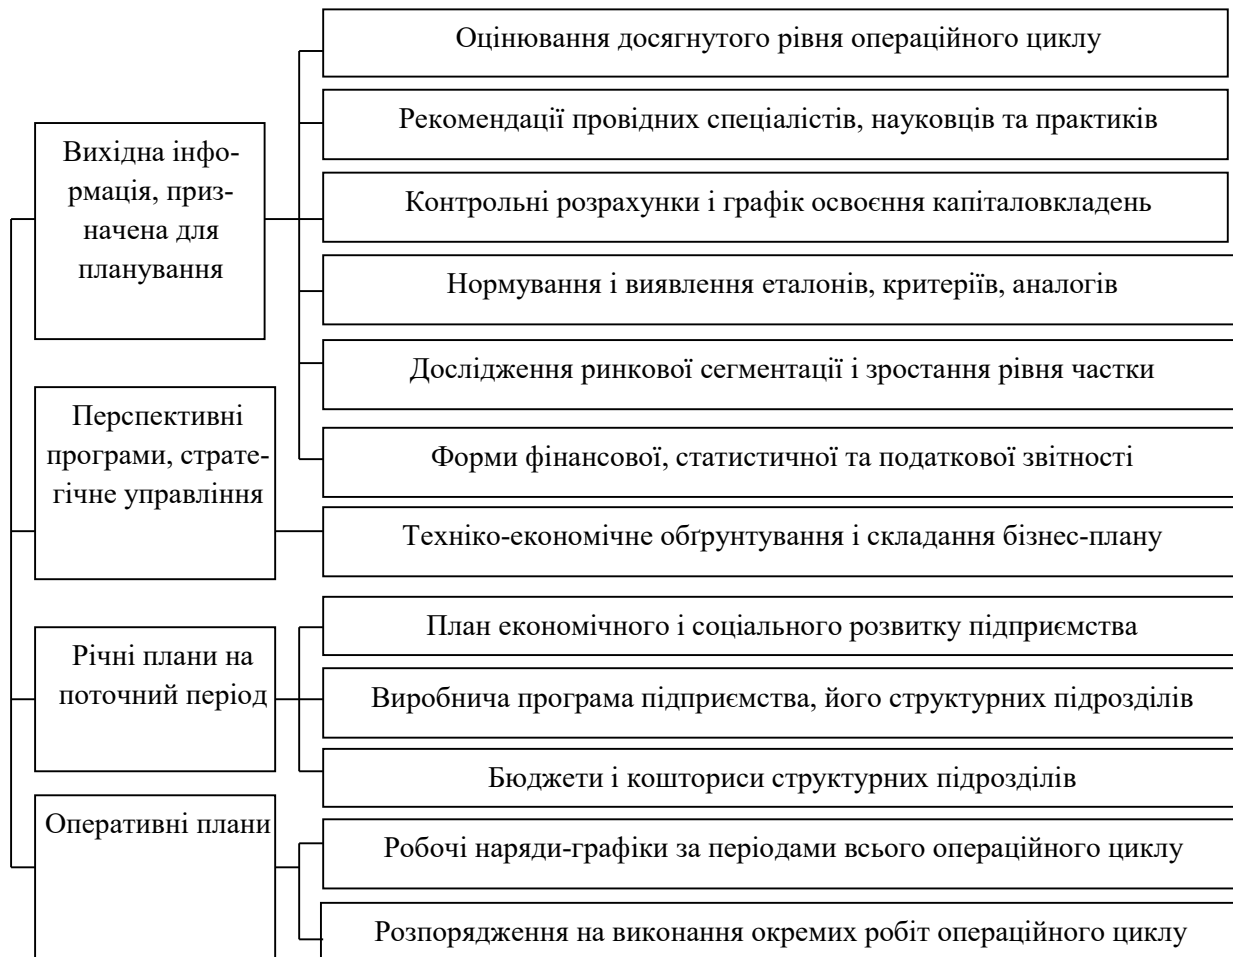 Оцінювання досягнутого рівня операційного циклу
Рекомендації провідних спеціалістів, науковців та практиків
Вихідна інфо-
рмація, приз-
начена для
планування
Контрольні розрахунки і графік освоєння капіталовкладень
Нормування і виявлення еталонів, критеріїв, аналогів
Дослідження ринкової сегментації і зростання рівня частки
Форми фінансової, статистичної та податкової звітності
Перспективні
програми, страте-
гічне управління
Техніко-економічне обґрунтування і складання бізнес-плану
Річні плани на
поточний період
План економічного і соціального розвитку підприємства
Виробнича програма підприємства, його структурних підрозділів
Бюджети і кошториси структурних підрозділів
Оперативні плани
Робочі наряди-графіки за періодами всього операційного циклу
Розпорядження на виконання окремих робіт операційного циклу